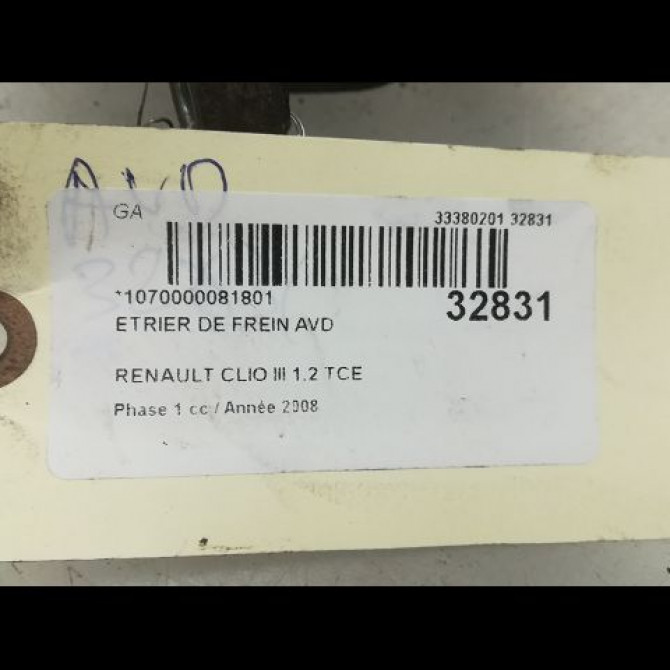 AVD
GA 33380201 32831
*1070000081801 32831
ETRIER DE FREIN AVD
RENAULT CLIO III 1.2 TCE
Phase 1 cc / Année 2008